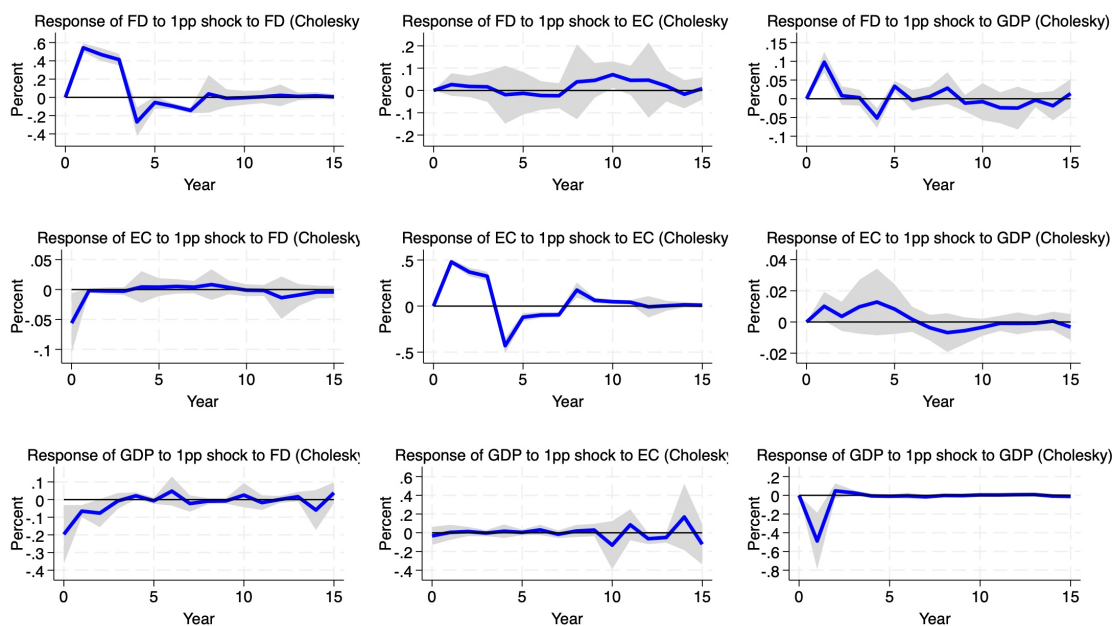 Response of FD to 1pp shock to FD (Cholesky)
Percent
.6
.4
.2
0
-.2
-.4
0 5 10 15
Year
Response of FD to 1pp shock to EC (Cholesky
Percent
.2
.1
0
-.1
-.2
0 5 10 15
Year
Response of FD to 1pp shock to GDP (Cholesky)
Percent
.15
.1
.05
0
-.05
-.1
0 5 10 15
Year
Response of EC to 1pp shock to FD (Cholesky
Percent
.05
0
-.05
-.1
0 5 10 15
Year
Response of EC to 1pp shock to EC (Cholesky
Percent
.5
0
-.5
0 5 10 15
Year
Response of EC to 1pp shock to GDP (Cholesky)
Percent
.04
.02
0
-.02
0 5 10 15
Year
Response of GDP to 1pp shock to FD (Cholesky
Percent
.1
0
-.1
-.2
-.3
-.4
0 5 10 15
Year
Response of GDP to 1pp shock to EC (Cholesky
Percent
.6
.4
.2
0
-.2
-.4
0 5 10 15
Year
Response of GDP to 1pp shock to GDP (Cholesky)
Percent
.2
0
-.2
-.4
-.6
-.8
0 5 10 15
Year